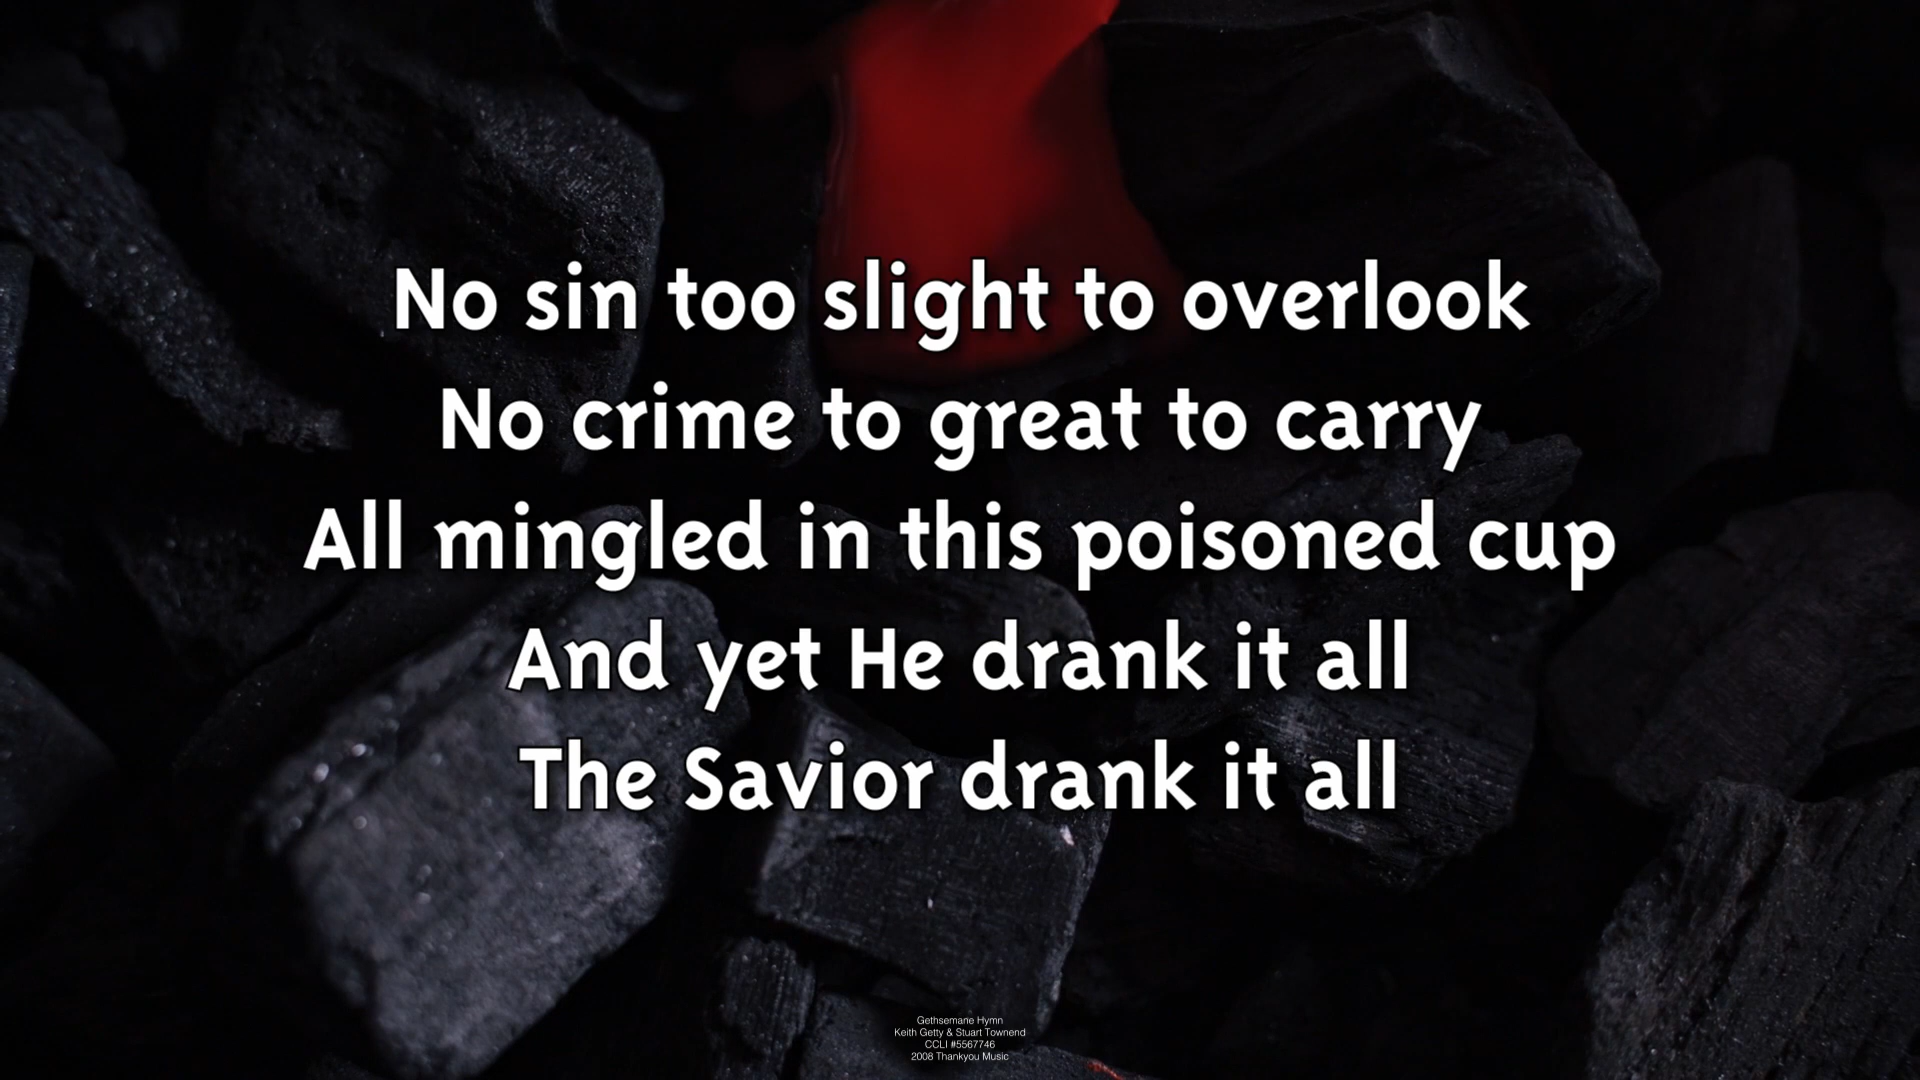 No sin too slight to overlook
No crime to great to carry
All mingled in this poisoned cup
And yet He drank it all
The Savior drank it all
Gethsemane Hymn
Keith Getty & Stuart Townend
CCLI #5567746
2008 Thankyou Music